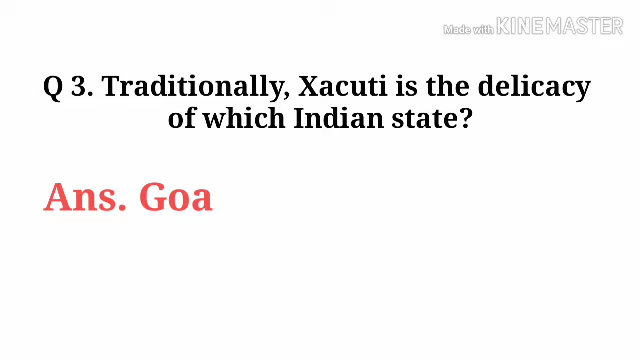 Made with KINEMASTER
Q 3. Traditionally, Xacuti is the delicacy
of which Indian state?
Ans. Goa